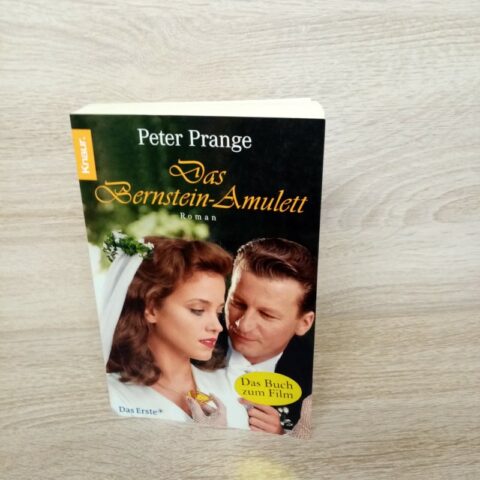 Knaur.
Peter Prange
Das
Bernstein-Amulett
Roman
Das Buch
zum Film
Das Erste